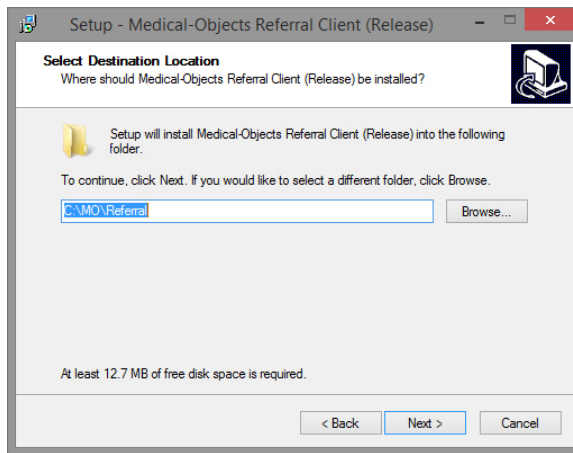 Setup - Medical-Objects Referral Client (Release)
Select Destination Location
Where should Medical-Objects Referral Client (Release) be installed?
Setup will install Medical-Objects Referral Client (Release) into the following
folder.
To continue, click Next. If you would like to select a different folder, click Browse.
C:\MO\Referral
Browse...
At least 12.7 MB of free disk space is required.
< Back
Next >
Cancel